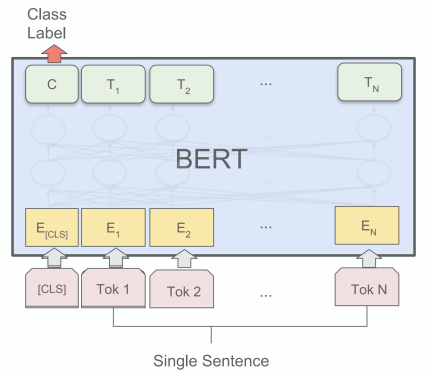 Class
Label
C T1 T2 ... TN
...
BERT
...
E[CLS] E1 E2 ... EN
[CLS] Tok 1 Tok 2 ... Tok N
Single Sentence